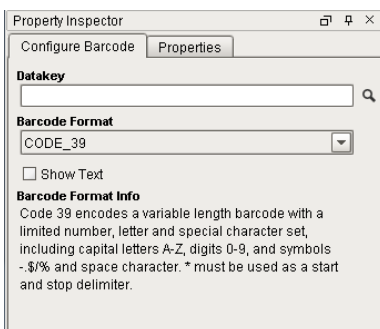 Property Inspector
Configure Barcode Properties
Datakey
Barcode Format
CODE_39
Show Text
Barcode Format Info
Code 39 encodes a variable length barcode with a
limited number, letter and special character set,
including capital letters A-Z, digits 0-9, and symbols
-.$/% and space character. * must be used as a start
and stop delimiter.